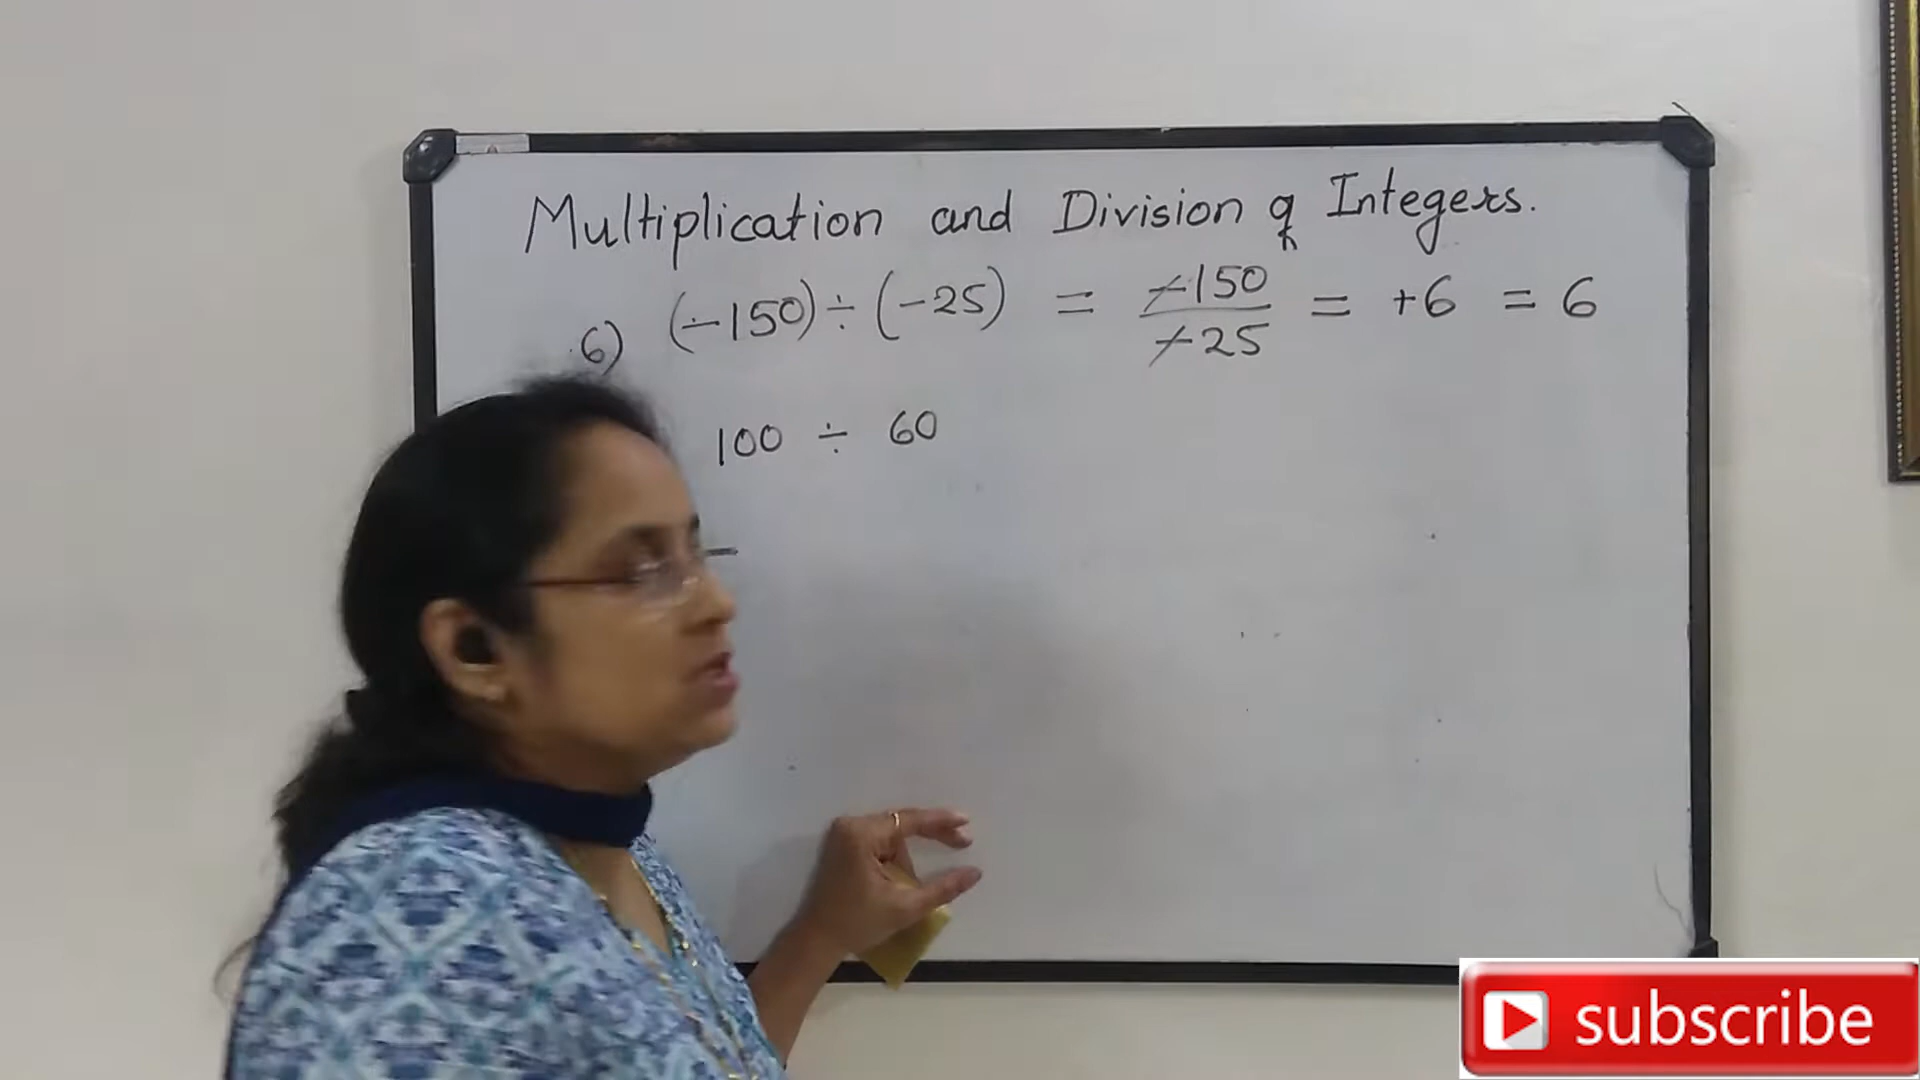 Multiplication and Division of Integers.
6) (-150) ÷ (-25) = -150/-25 = +6 = 6
100 ÷ 60
subscribe